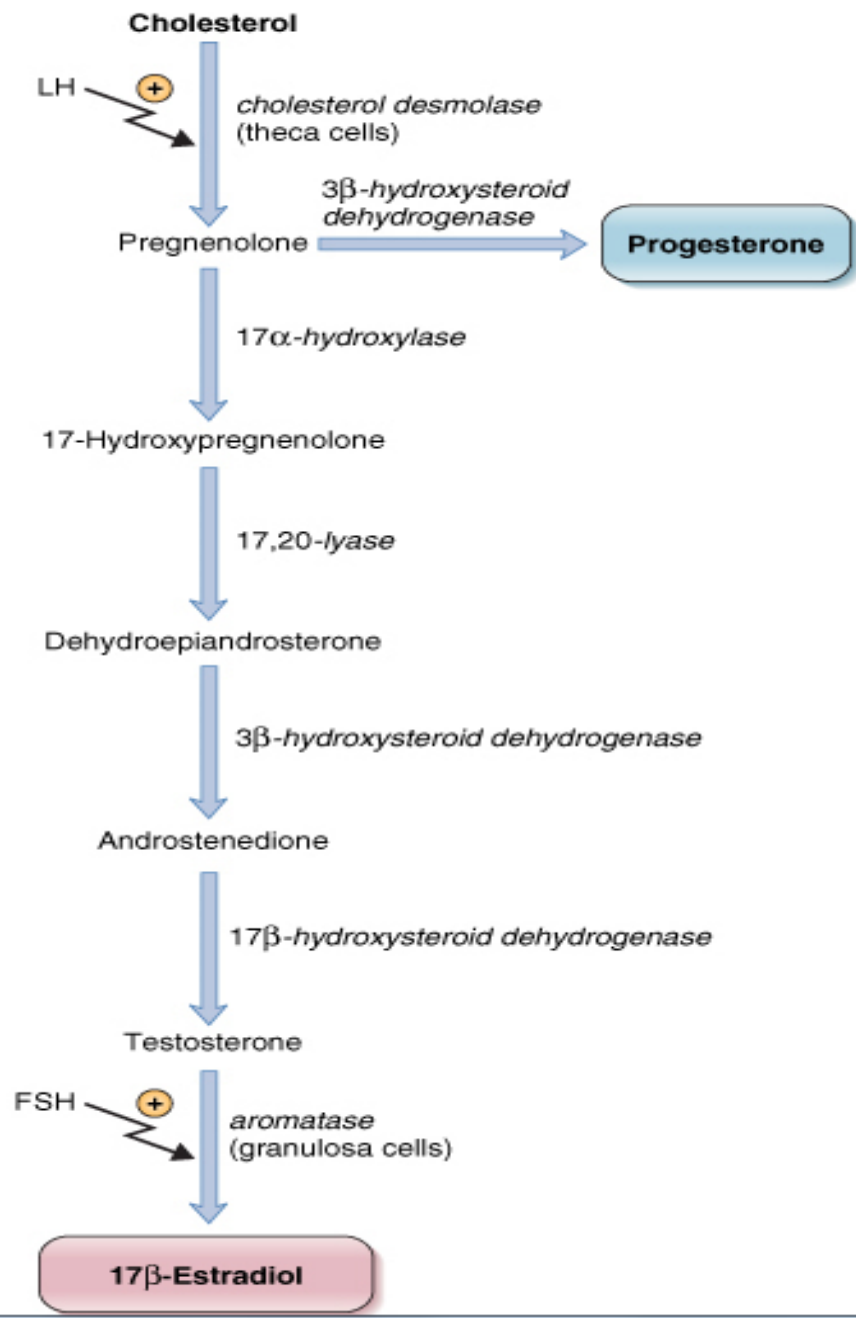 Cholesterol
LH
+
cholesterol desmolase
(theca cells)
3β-hydroxysteroid
dehydrogenase
Pregnenolone
Progesterone
17α-hydroxylase
17-Hydroxypregnenolone
17,20-lyase
Dehydroepiandrosterone
3β-hydroxysteroid dehydrogenase
Androstenedione
17β-hydroxysteroid dehydrogenase
Testosterone
FSH
+
aromatase
(granulosa cells)
17β-Estradiol